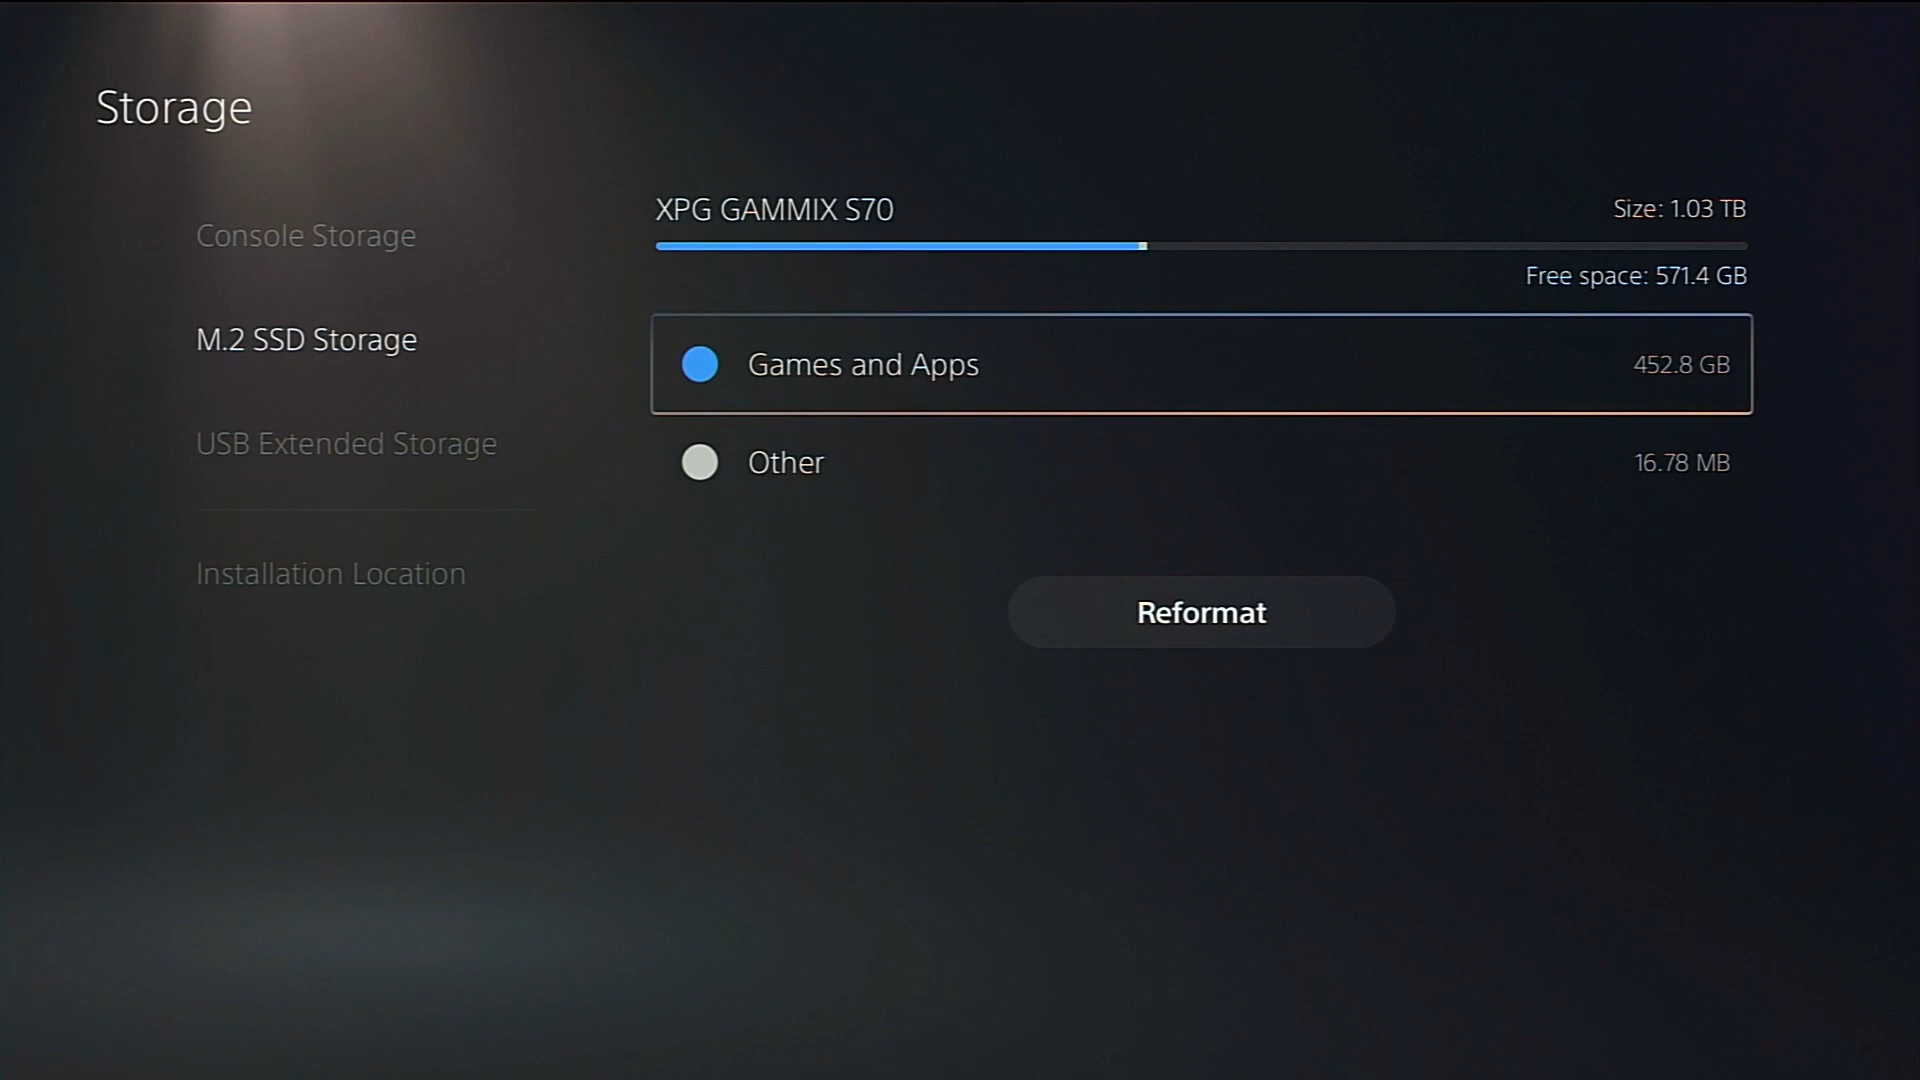 Storage
Console Storage
M.2 SSD Storage
USB Extended Storage
Installation Location
XPG GAMMIX S70
Size: 1.03 TB
Free space: 571.4 GB
Games and Apps
452.8 GB
Other
16.78 MB
Reformat